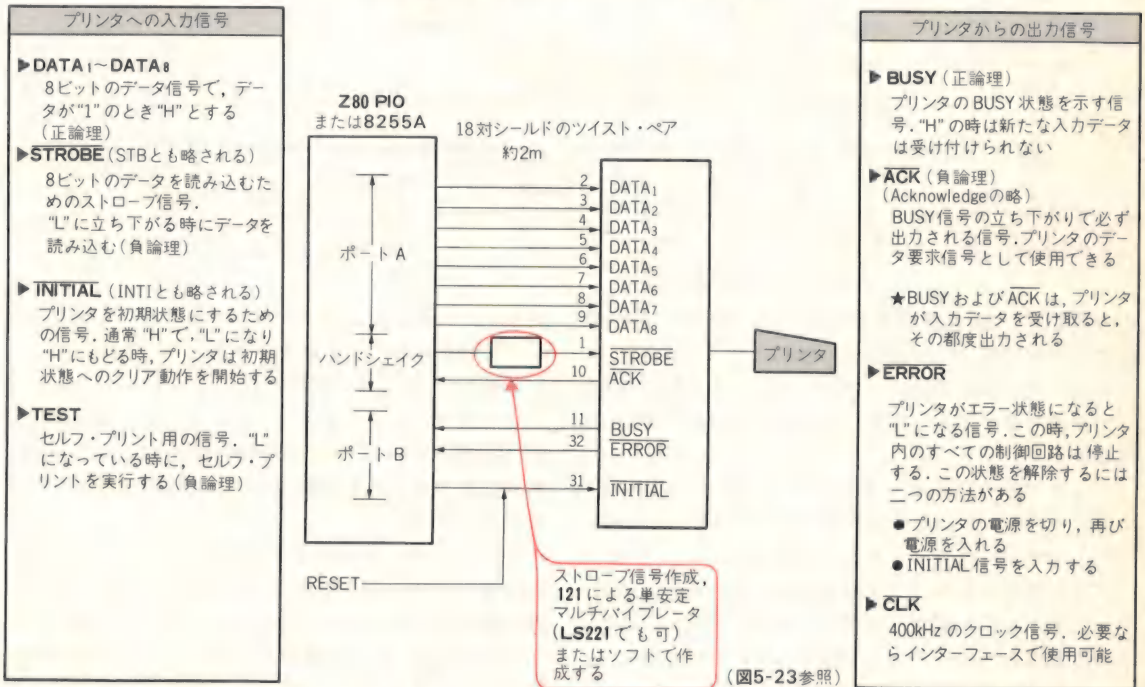 プリンタへの入力信号
▶DATA₁~DATA₈
8ビットのデータ信号で, デー
タが"1"のとき"H"とする
(正論理)
▶STROBE (STBとも略される)
8ビットのデータを読み込むた
めのストローブ信号.
"L"に立ち下がる時にデータを
読み込む(負論理)
▶INITIAL (INTIとも略される)
プリンタを初期状態にするため
の信号. 通常"H"で, "L"になり
"H"にもどる時, プリンタは初期
状態へのクリア動作を開始する
▶TEST
セルフ・プリント用の信号. "L"
になっている時に, セルフ・プ
リントを実行する(負論理)
Z80 PIO
または8255A
18対シールドのツイスト・ペア
約2m
ポートA
ハンドシェイク
ポートB
2 DATA₁
3 DATA₂
4 DATA₃
5 DATA₄
6 DATA₅
7 DATA₆
8 DATA₇
9 DATA₈
1 STROBE
10 ACK
11 BUSY
32 ERROR
31 INITIAL
プリンタ
RESET
ストローブ信号作成,
121による単安定
マルチバイブレータ
(LS221でも可)
またはソフトで作
成する
(図5-23参照)
プリンタからの出力信号
▶BUSY (正論理)
プリンタのBUSY状態を示す信
号. "H"の時は新たな入力データ
は受け付けられない
▶ACK (負論理)
(Acknowledgeの略)
BUSY信号の立ち下がりで必ず
出力される信号. プリンタのデー
タ要求信号として使用できる
★BUSYおよびACKは, プリンタ
が入力データを受け取ると,
その都度出力される
▶ERROR
プリンタがエラー状態になると
"L"になる信号. この時, プリンタ
内のすべての制御回路は停止
する. この状態を解除するには
二つの方法がある
●プリンタの電源を切り, 再び
電源を入れる
●INITIAL信号を入力する
▶CLK
400kHzのクロック信号. 必要な
らインターフェースで使用可能